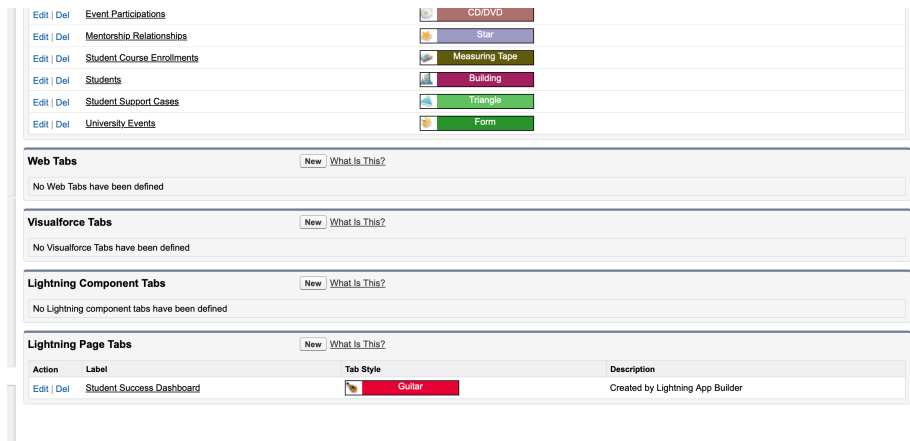 Edit | Del Event Participations CD/DVD
Edit | Del Mentorship Relationships Star
Edit | Del Student Course Enrollments Measuring Tape
Edit | Del Students Building
Edit | Del Student Support Cases Triangle
Edit | Del University Events Form
Web Tabs New What Is This?
No Web Tabs have been defined
Visualforce Tabs New What Is This?
No Visualforce Tabs have been defined
Lightning Component Tabs New What Is This?
No Lightning component tabs have been defined
Lightning Page Tabs New What Is This?
Action Label Tab Style Description
Edit | Del Student Success Dashboard Guitar Created by Lightning App Builder